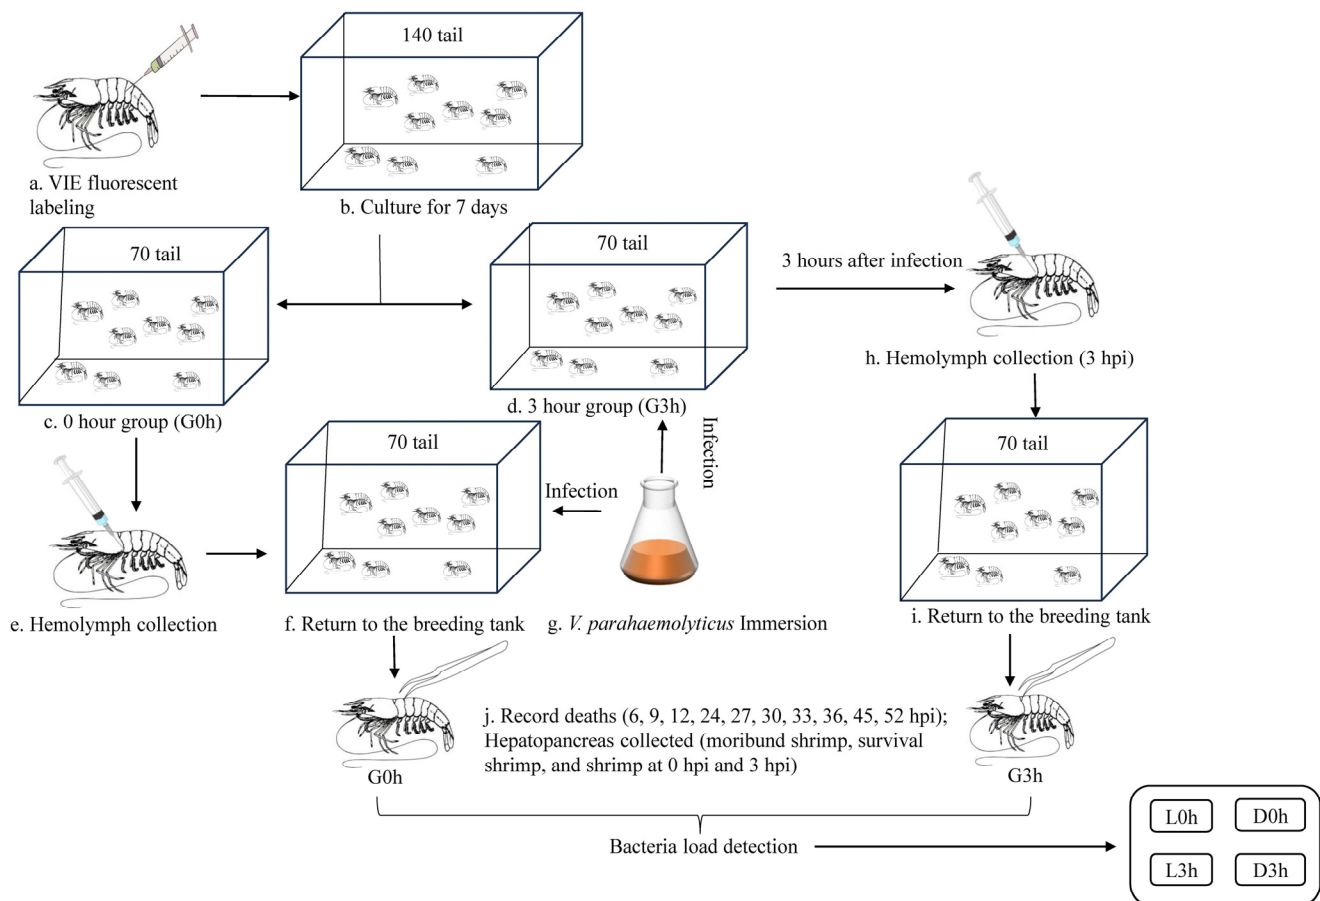 140 tail
a. VIE fluorescent
labeling
b. Culture for 7 days
70 tail
70 tail
3 hours after infection
c. 0 hour group (G0h)
d. 3 hour group (G3h)
h. Hemolymph collection (3 hpi)
70 tail
Infection
Infection
70 tail
e. Hemolymph collection
f. Return to the breeding tank
g. V. parahaemolyticus Immersion
i. Return to the breeding tank
j. Record deaths (6, 9, 12, 24, 27, 30, 33, 36, 45, 52 hpi);
Hepatopancreas collected (moribund shrimp, survival
shrimp, and shrimp at 0 hpi and 3 hpi)
G0h
G3h
Bacteria load detection
L0h
D0h
L3h
D3h